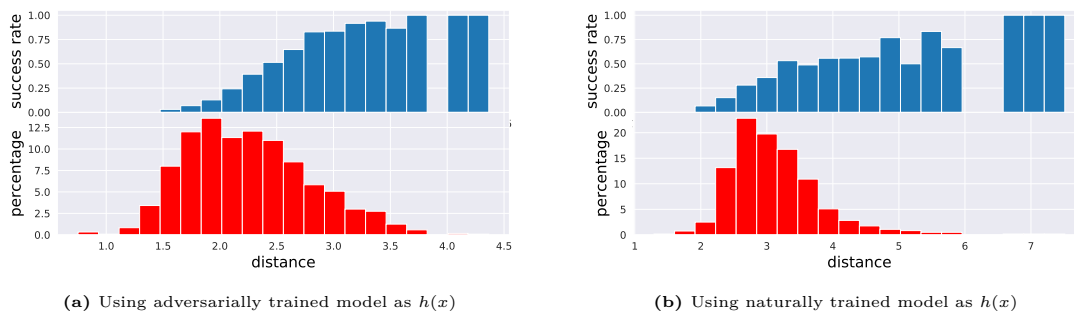 1.00
0.75
0.50
0.25
0.00
success rate
12.5
10.0
7.5
5.0
2.5
0.0
percentage
1.0 1.5 2.0 2.5 3.0 3.5 4.0 4.5
distance
(a) Using adversarially trained model as h(x)
1.00
0.75
0.50
0.25
0.00
success rate
20
15
10
5
0
percentage
1 2 3 4 5 6 7
distance
(b) Using naturally trained model as h(x)